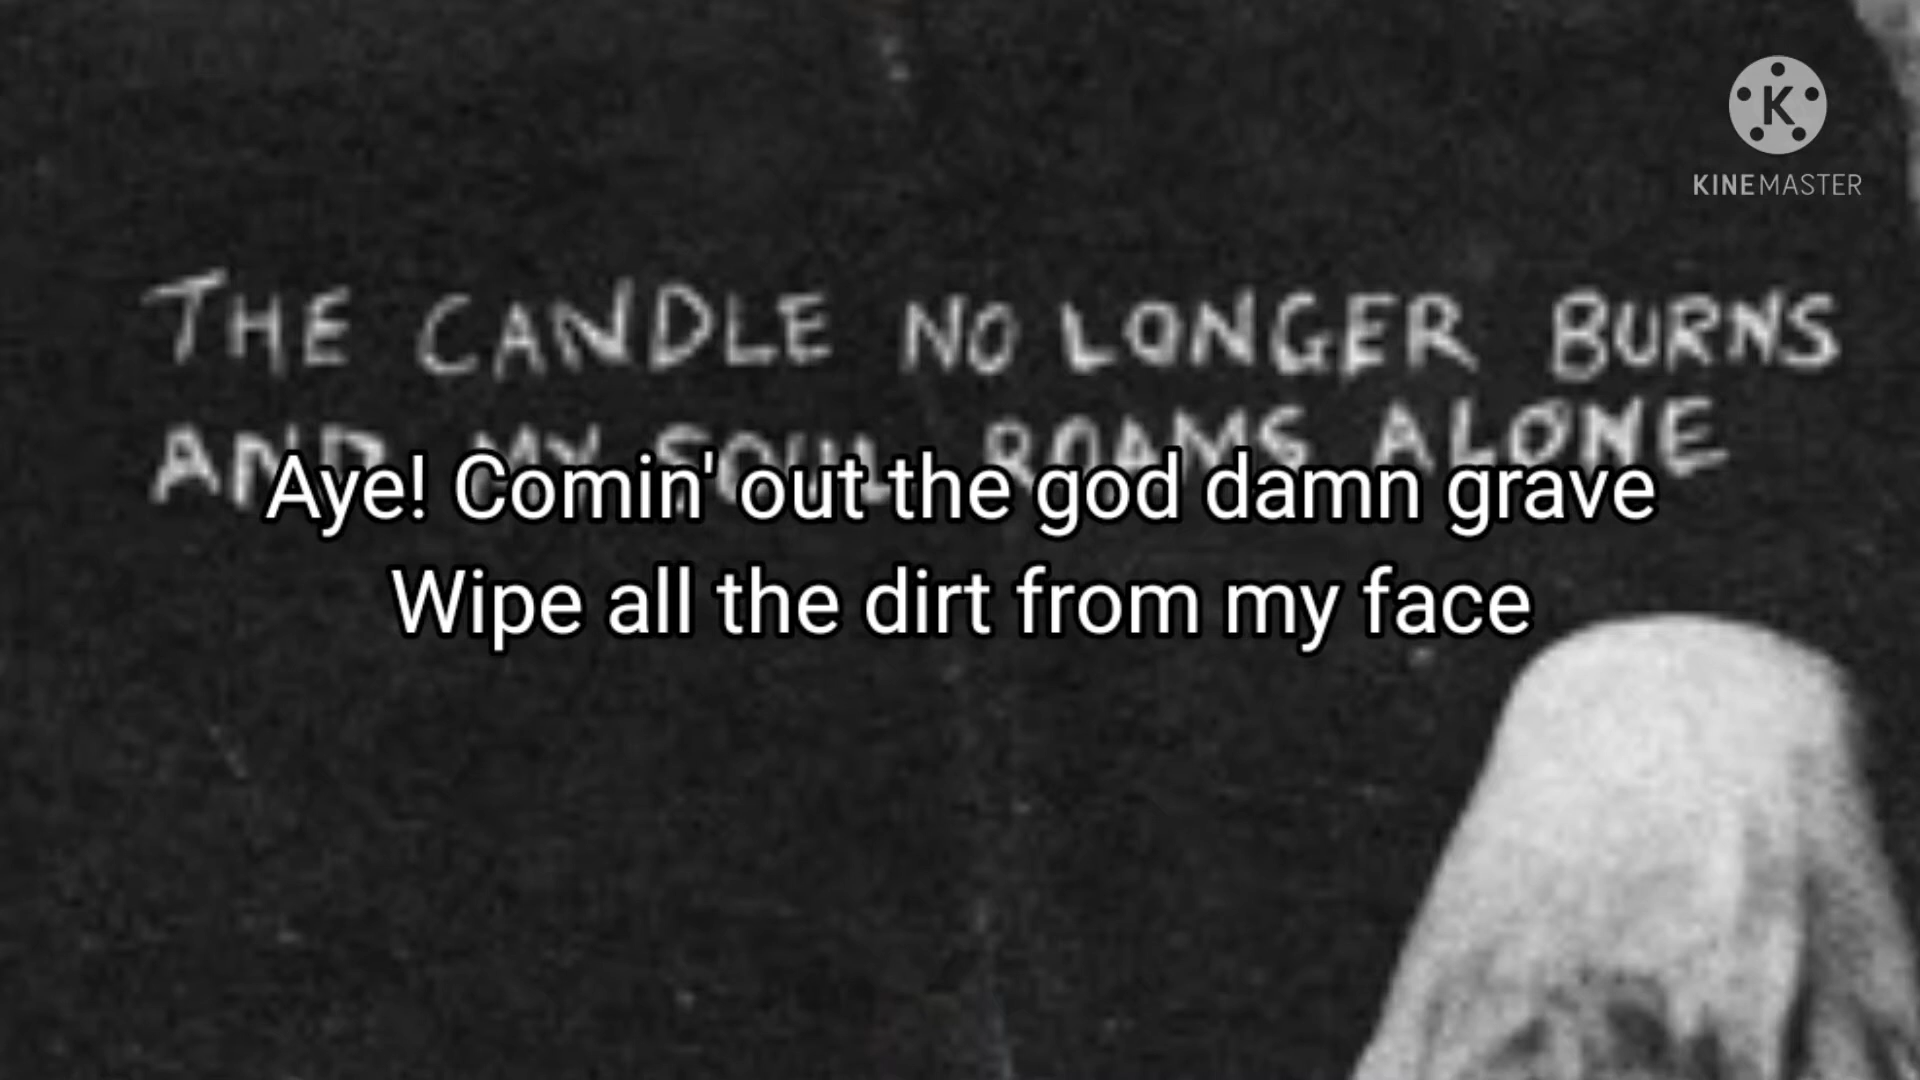 K
KINEMASTER
THE CANDLE NO LONGER BURNS
AND MY SOUL ROAMS ALONE
Aye! Comin' out the god damn grave
Wipe all the dirt from my face